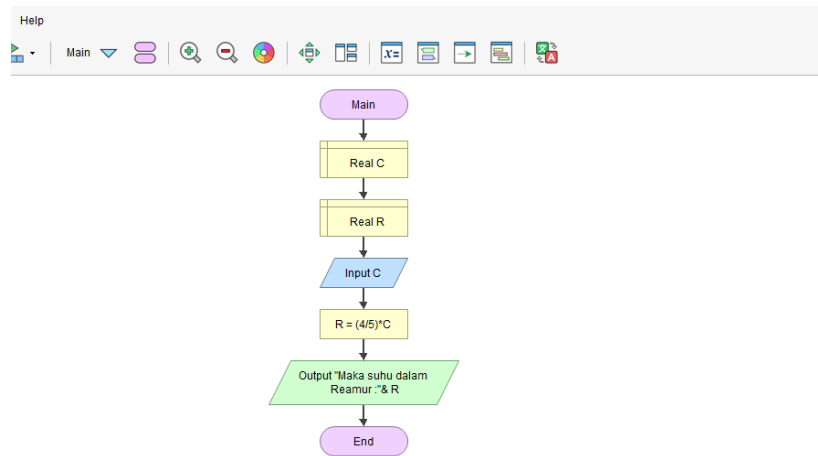 Help
Main
x=
Main
Real C
Real R
Input C
R = (4/5)*C
Output "Maka suhu dalam
Reamur :"& R
End